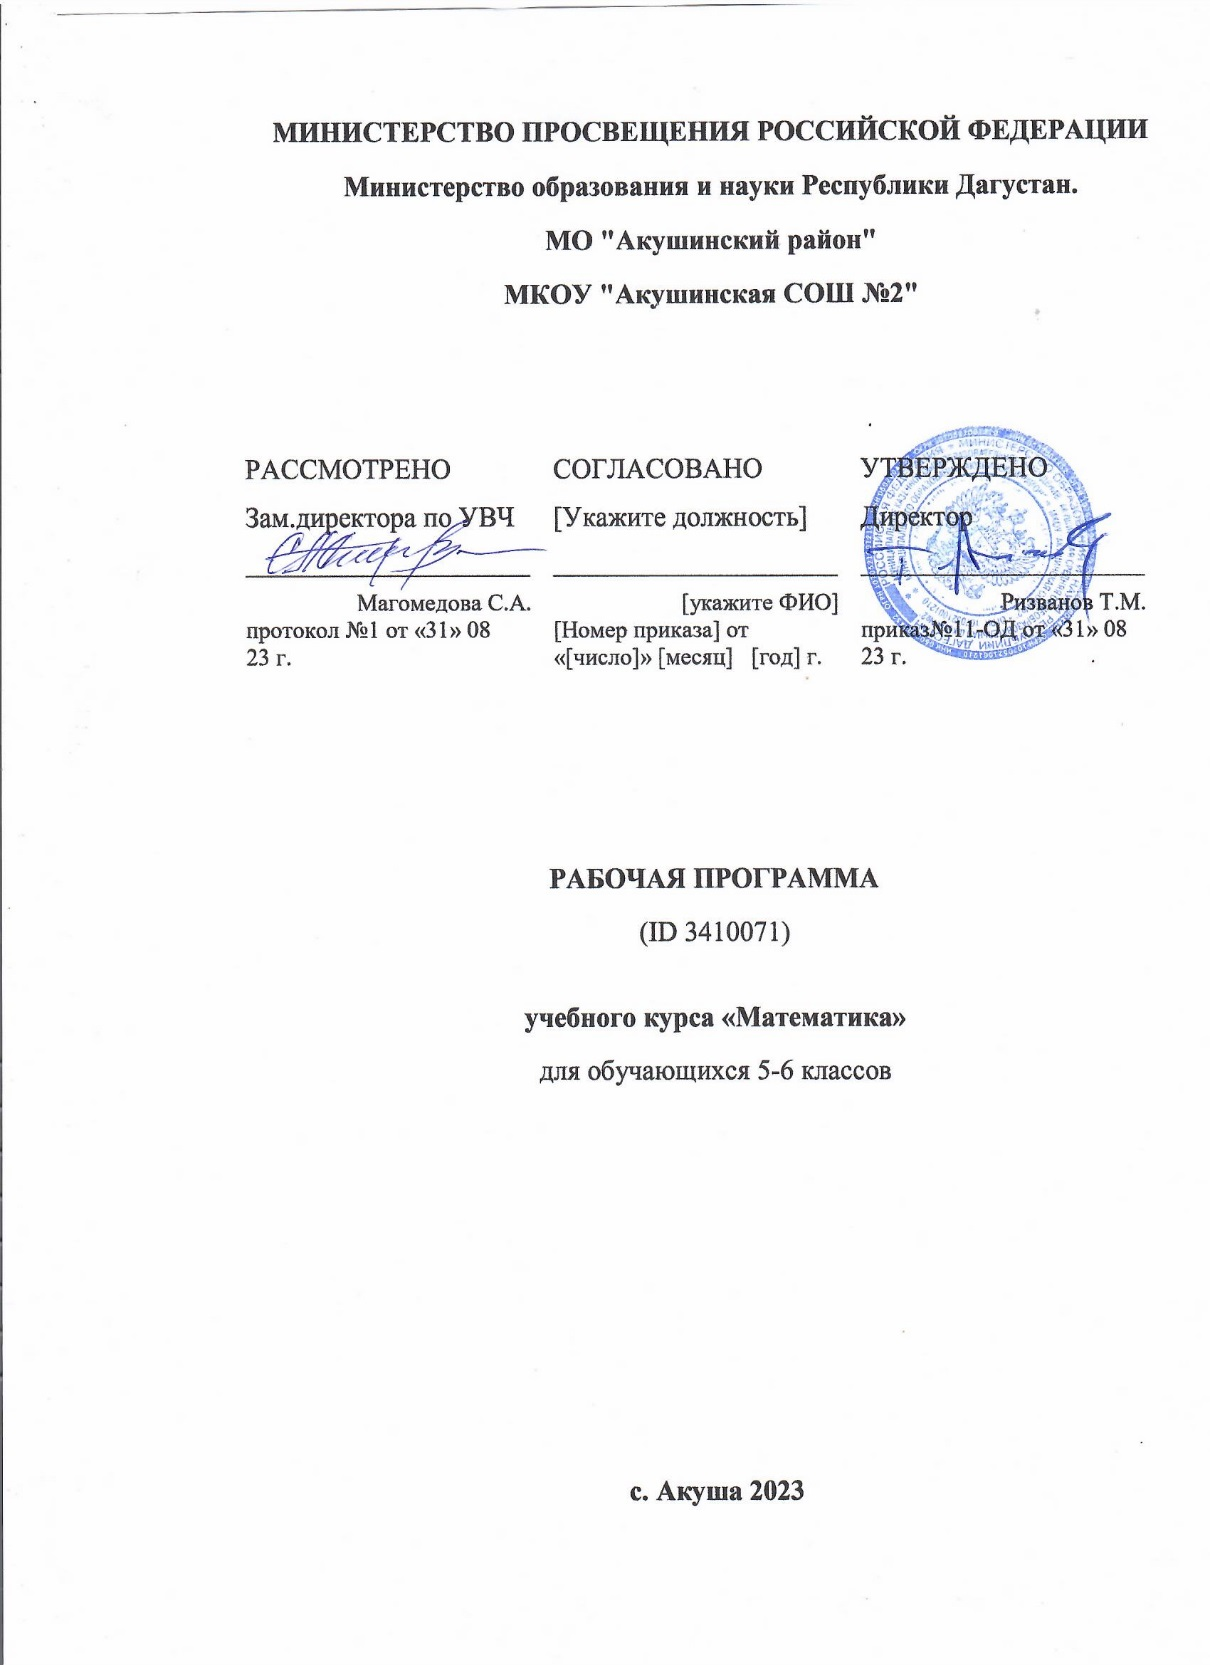 МИНИСТЕРСТВО ПРОСВЕЩЕНИЯ РОССИЙСКОЙ ФЕДЕРАЦИИ
Министерство образования и науки Республики Дагустан.
МО "Акушинский район"
МКОУ "Акушинская СОШ №2"
РАССМОТРЕНО
Зам.директора по УВЧ
Магомедова С.А.
протокол №1 от «31» 08
23 г.
СОГЛАСОВАНО
[Укажите должность]
[укажите ФИО]
[Номер приказа] от
«[число]» [месяц] [год] г.
УТВЕРЖДЕНО
Директор
Ризванов Т.М.
приказ№11-ОД от «31» 08
23 г.
РАБОЧАЯ ПРОГРАММА
(ID 3410071)
учебного курса «Математика»
для обучающихся 5-6 классов
с. Акуша 2023